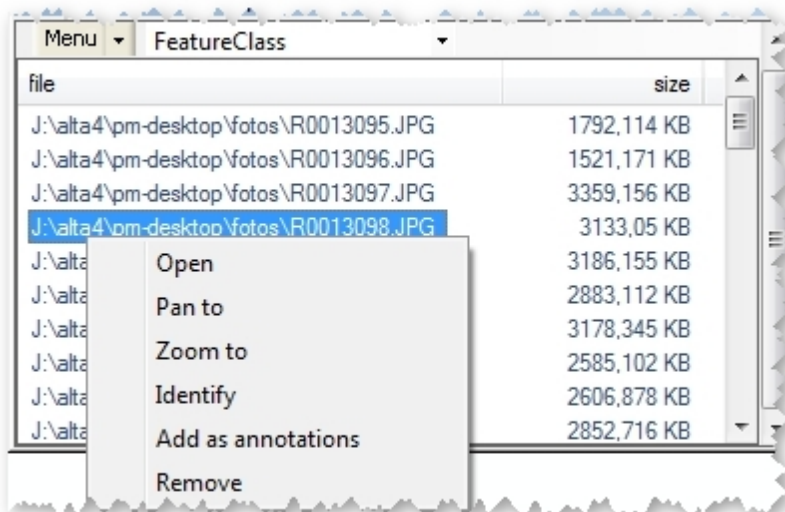 Menu FeatureClass
file size
J:\alta4\pm-desktop\fotos\R0013095.JPG 1792,114 KB
J:\alta4\pm-desktop\fotos\R0013096.JPG 1521,171 KB
J:\alta4\pm-desktop\fotos\R0013097.JPG 3359,156 KB
J:\alta4\pm-desktop\fotos\R0013098.JPG 3133,05 KB
J:\alta 3186,155 KB
J:\alta 2883,112 KB
J:\alta 3178,345 KB
J:\alta 2585,102 KB
J:\alta 2606,878 KB
J:\alta 2852,716 KB
Open
Pan to
Zoom to
Identify
Add as annotations
Remove